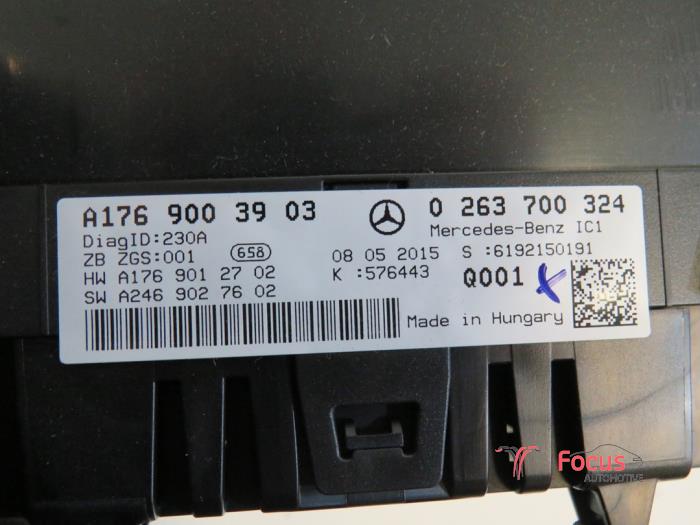 A176 900 39 03
0 263 700 324
DiagID:230A
Mercedes-Benz IC1
ZB ZGS:001
658
08 05 2015
S :6192150191
HW A176 901 27 02
K :576443
Q001
SW A246 902 76 02
Made in Hungary
Focus
AUTOMOTIVE